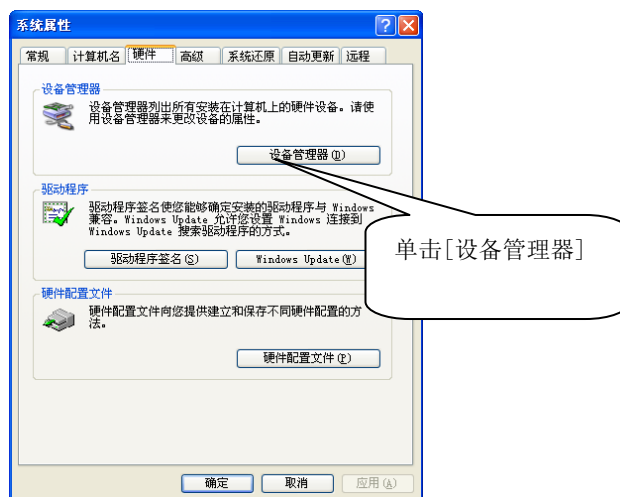 系统属性
常规 计算机名 硬件 高级 系统还原 自动更新 远程
设备管理器
设备管理器列出所有安装在计算机上的硬件设备。请使
用设备管理器来更改设备的属性。
设备管理器(D)
驱动程序
驱动程序签名使您能够确定安装的驱动程序与 Windows
兼容。Windows Update 允许您设置 Windows 连接到
Windows Update 搜索驱动程序的方式。
驱动程序签名(S) Windows Update(W)
单击[设备管理器]
硬件配置文件
硬件配置文件向您提供建立和保存不同硬件配置的方
法。
硬件配置文件(P)
确定 取消 应用(A)